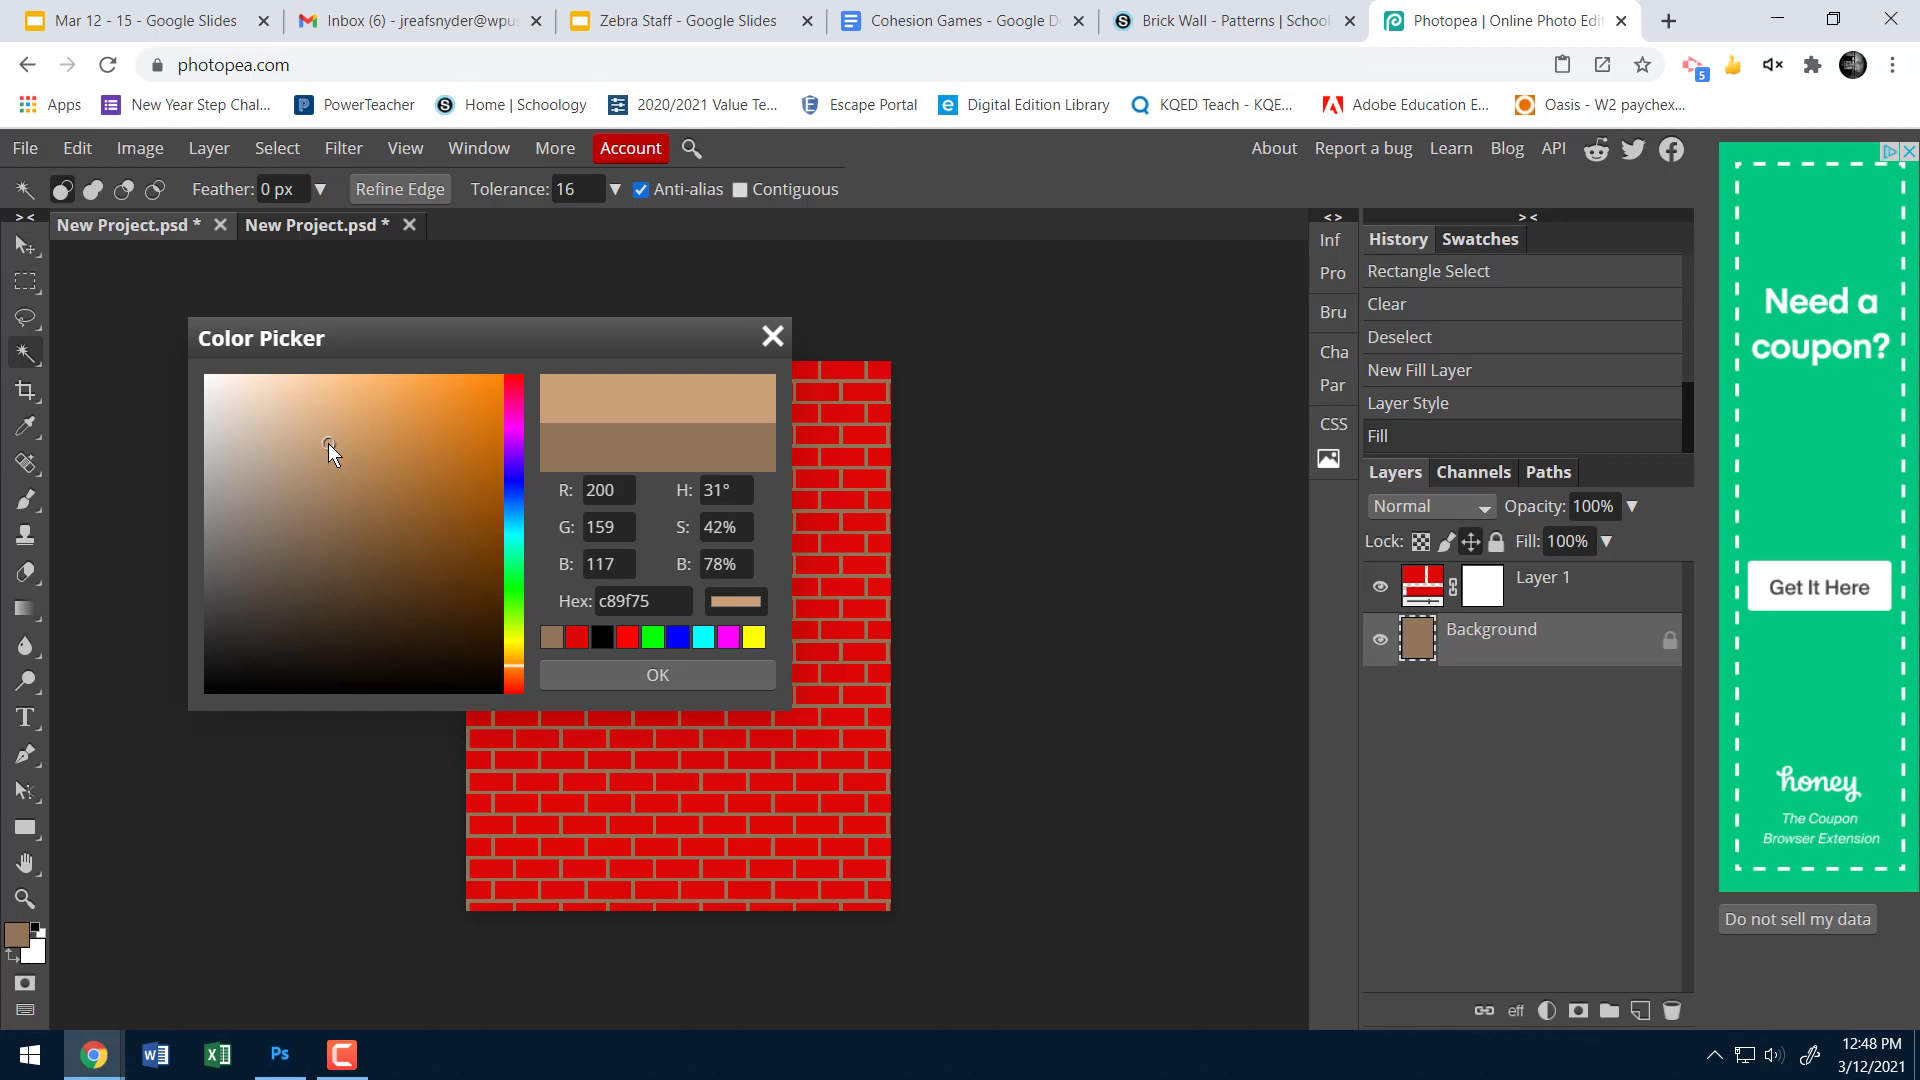 Mar 12 - 15 - Google Slides
Inbox (6) - jreafsnyder@wpus
Zebra Staff - Google Slides
Cohesion Games - Google D
Brick Wall - Patterns | School
Photopea | Online Photo Edit
photopea.com
5
Apps
New Year Step Chal...
PowerTeacher
Home | Schoology
2020/2021 Value Te...
Escape Portal
Digital Edition Library
KQED Teach - KQE...
Adobe Education E...
Oasis - W2 paychex...
File Edit Image Layer Select Filter View Window More Account
About Report a bug Learn Blog API
Feather: 0 px Refine Edge Tolerance: 16 Anti-alias Contiguous
New Project.psd * New Project.psd *
Color Picker
R: 200 H: 31°
G: 159 S: 42%
B: 117 B: 78%
Hex: c89f75
OK
Inf
Pro
Bru
Cha
Par
CSS
History Swatches
Rectangle Select
Clear
Deselect
New Fill Layer
Layer Style
Fill
Layers Channels Paths
Normal Opacity: 100%
Lock: Fill: 100%
Layer 1
Background
eff
Need a
coupon?
Get It Here
honey
The Coupon
Browser Extension
Do not sell my data
12:48 PM
3/12/2021